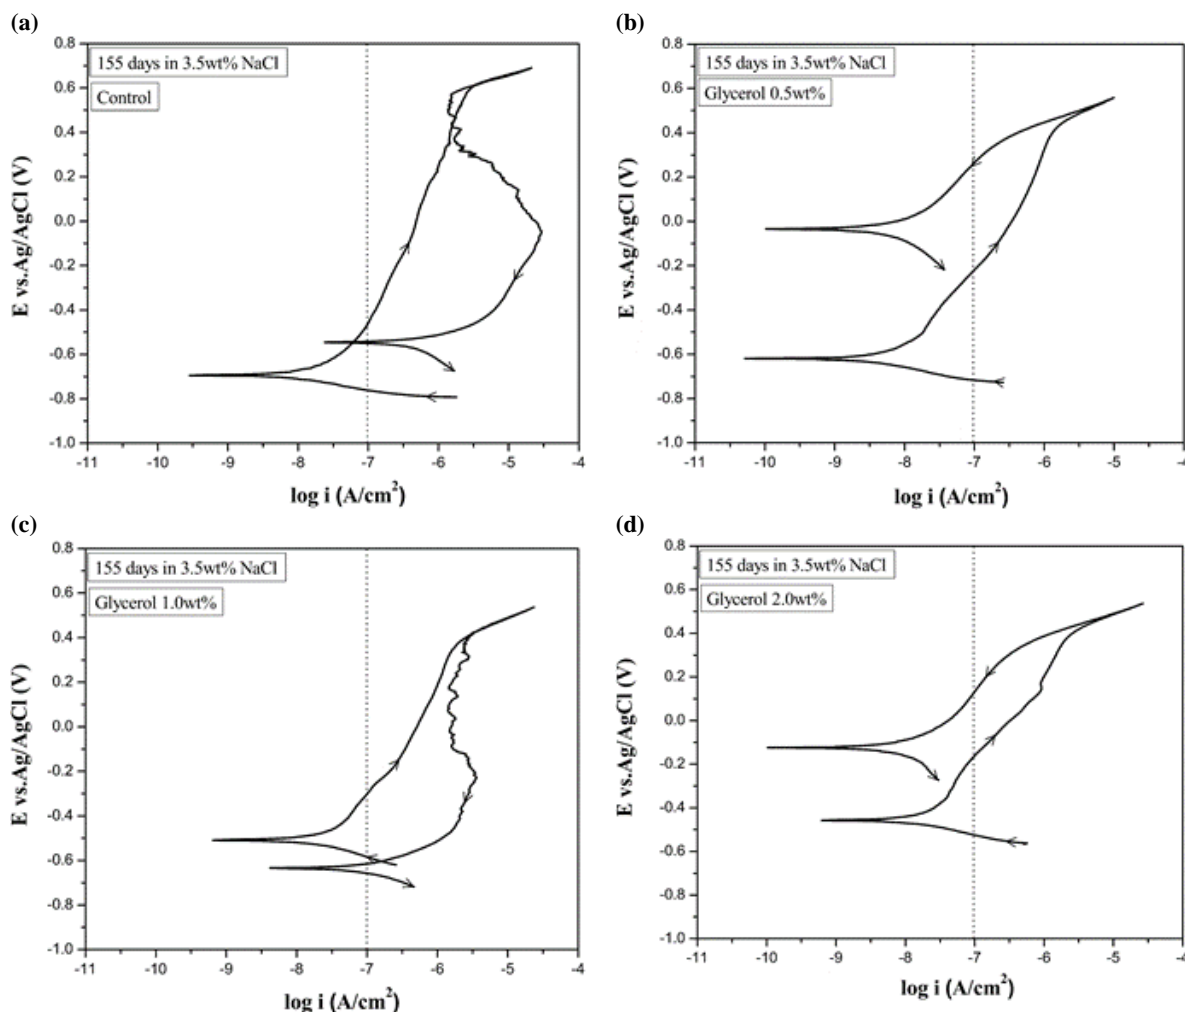 (a)
155 days in 3.5wt% NaCl
Control
E vs.Ag/AgCl (V)
0.8
0.6
0.4
0.2
0.0
-0.2
-0.4
-0.6
-0.8
-1.0
-11 -10 -9 -8 -7 -6 -5 -4
log i (A/cm²)
(b)
155 days in 3.5wt% NaCl
Glycerol 0.5wt%
E vs.Ag/AgCl (V)
0.8
0.6
0.4
0.2
0.0
-0.2
-0.4
-0.6
-0.8
-1.0
-11 -10 -9 -8 -7 -6 -5 -4
log i (A/cm²)
(c)
155 days in 3.5wt% NaCl
Glycerol 1.0wt%
E vs.Ag/AgCl (V)
0.8
0.6
0.4
0.2
0.0
-0.2
-0.4
-0.6
-0.8
-1.0
-11 -10 -9 -8 -7 -6 -5 -4
log i (A/cm²)
(d)
155 days in 3.5wt% NaCl
Glycerol 2.0wt%
E vs.Ag/AgCl (V)
0.8
0.6
0.4
0.2
0.0
-0.2
-0.4
-0.6
-0.8
-1.0
-11 -10 -9 -8 -7 -6 -5 -4
log i (A/cm²)